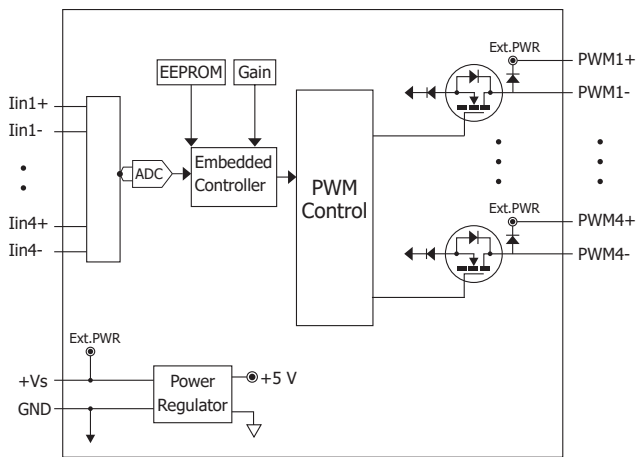 Ext.PWR
PWM1+
EEPROM
Gain
Iin1+
PWM1-
Iin1-
ADC
Embedded
Controller
PWM
Control
Ext.PWR
PWM4+
Iin4+
Iin4-
PWM4-
Ext.PWR
+Vs
Power
Regulator
+5 V
GND